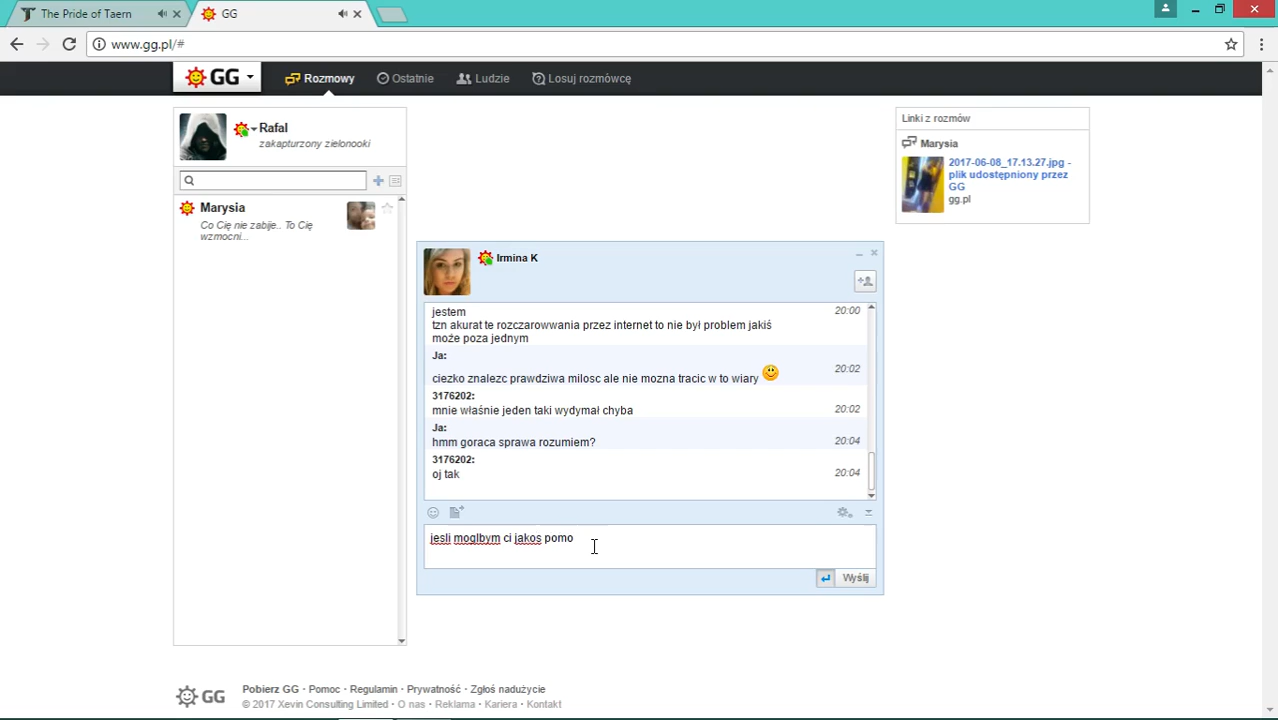 The Pride of Taern
GG
www.gg.pl/#
GG
Rozmowy
Ostatnie
Ludzie
Losuj rozmówcę
Rafal
zakapturzony zielonooki
Marysia
Co Cię nie zabije.. To Cię
wzmocni...
Irmina K
jestem 20:00
tzn akurat te rozczarowwania przez internet to nie był problem jakiś
może poza jednym
Ja:
ciezko znalezc prawdziwa milosc ale nie mozna tracic w to wiary 20:02
3176202:
mnie właśnie jeden taki wydymał chyba 20:02
Ja:
hmm goraca sprawa rozumiem? 20:04
3176202:
oj tak 20:04
jesli moglbym ci jakos pomo
Wyślij
Linki z rozmów
Marysia
2017-06-08_17.13.27.jpg -
plik udostępniony przez
GG
gg.pl
GG
Pobierz GG · Pomoc · Regulamin · Prywatność · Zgłoś nadużycie
© 2017 Xevin Consulting Limited · O nas · Reklama · Kariera · Kontakt